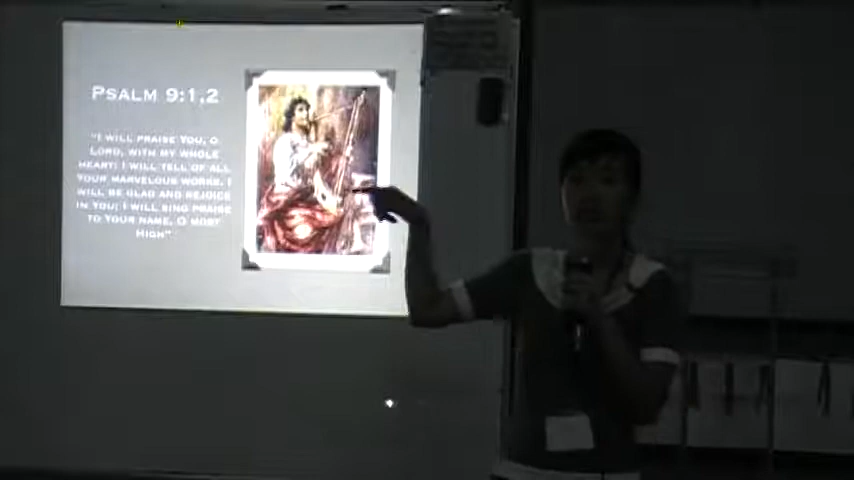 PSALM 9:1,2
"I WILL PRAISE YOU, O
LORD, WITH MY WHOLE
HEART; I WILL TELL OF ALL
YOUR MARVELOUS WORKS. I
WILL BE GLAD AND REJOICE
IN YOU; I WILL SING PRAISE
TO YOUR NAME, O MOST
HIGH"